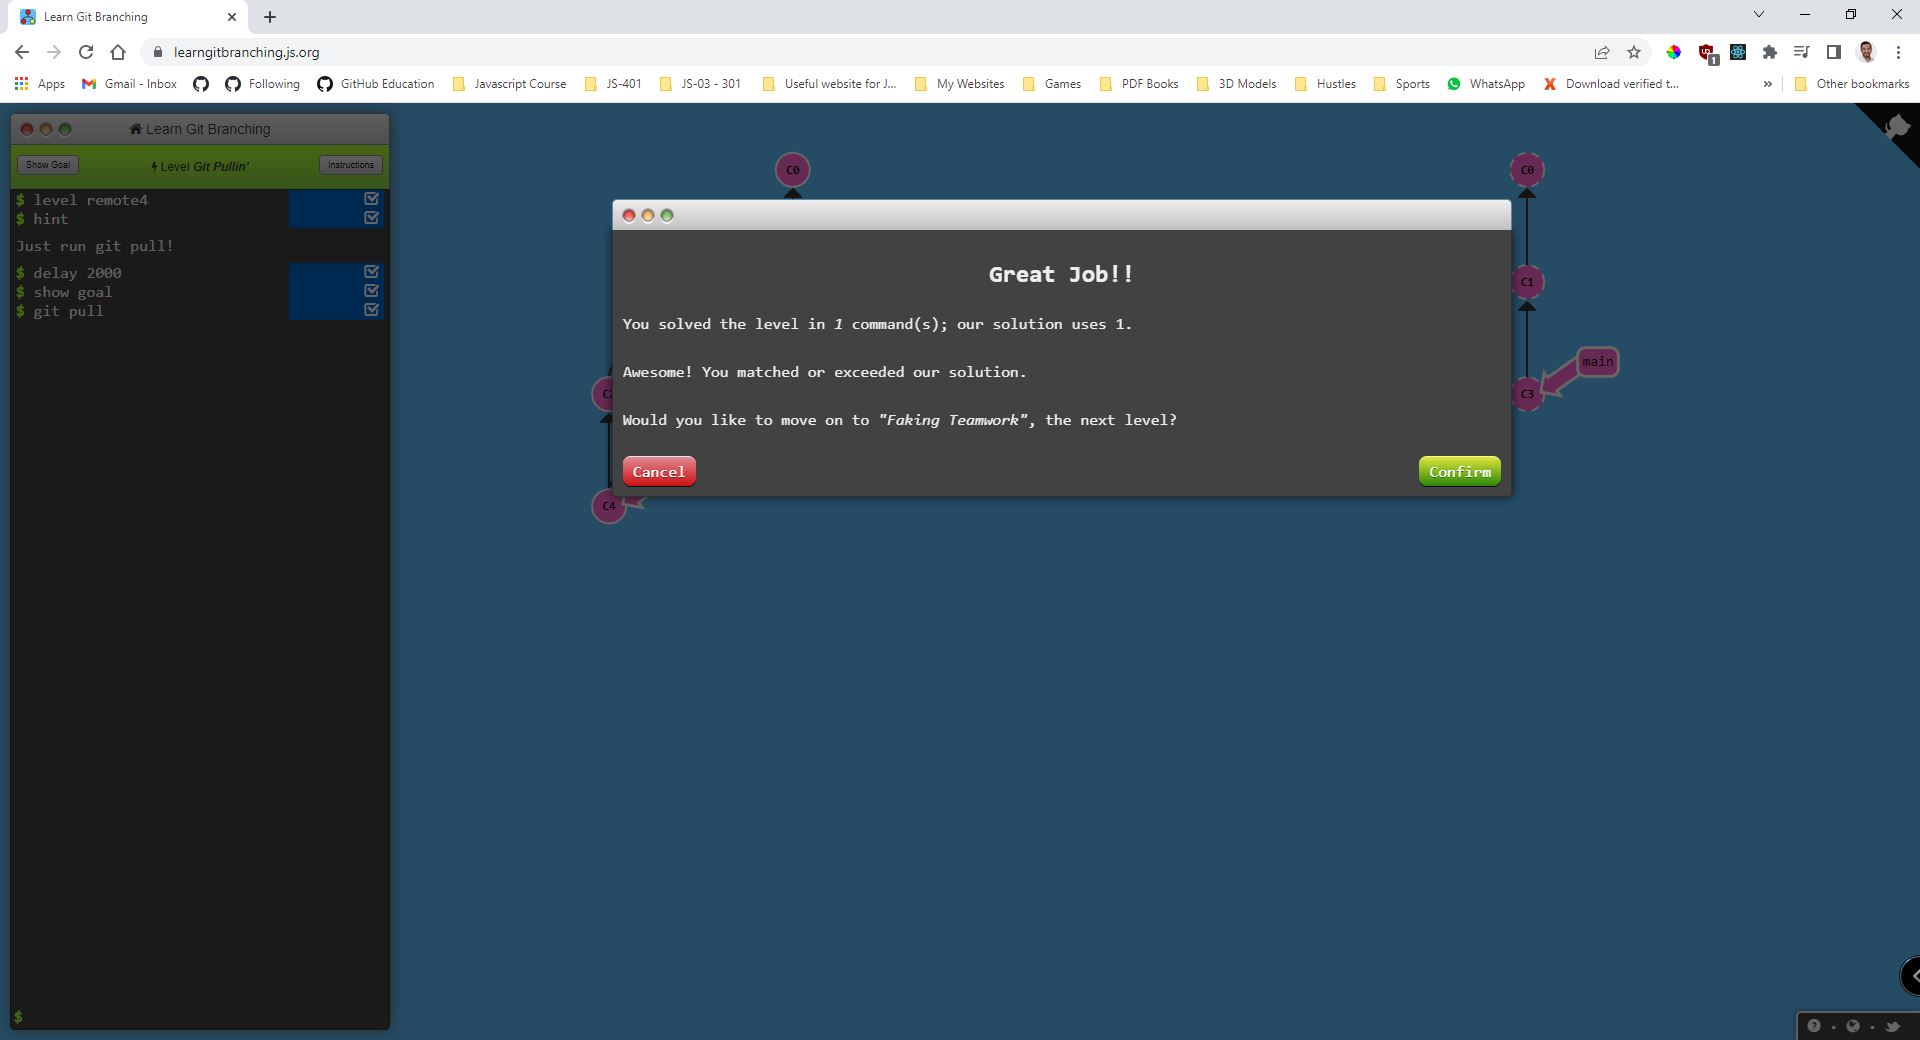 Learn Git Branching
learngitbranching.js.org
1
Apps
Gmail - Inbox
Following
GitHub Education
Javascript Course
JS-401
JS-03 - 301
Useful website for J...
My Websites
Games
PDF Books
3D Models
Hustles
Sports
WhatsApp
Download verified t...
»
Other bookmarks
Learn Git Branching
Show Goal
Level Git Pullin'
Instructions
$ level remote4
$ hint
Just run git pull!
$ delay 2000
$ show goal
$ git pull
$
C0
C4
C0
C1
C3
main
Great Job!!
You solved the level in 1 command(s); our solution uses 1.
Awesome! You matched or exceeded our solution.
Would you like to move on to "Faking Teamwork", the next level?
Cancel
Confirm